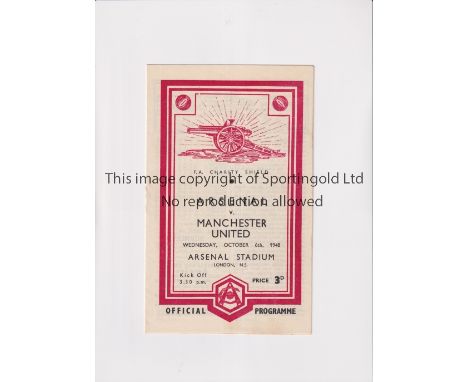 F.A. CHARITY SHIELD
This image copyright of Sportingold Ltd
ARSENAL
No reproduction allowed
v.
MANCHESTER
UNITED
WEDNESDAY, OCTOBER 6th, 1948
ARSENAL STADIUM
LONDON, N.5
Kick Off
3.30 p.m.
PRICE 3D
OFFICIAL PROGRAMME